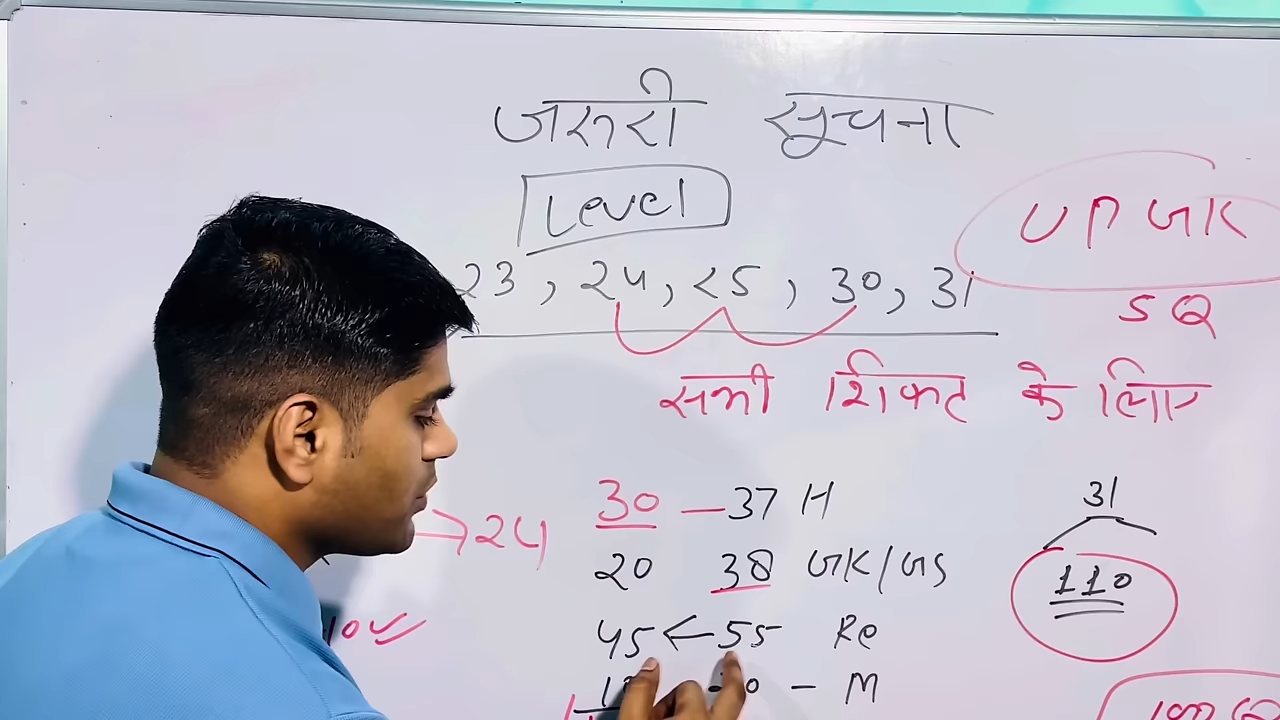 जरुरी सूचना
Level
23, 24, 25, 30, 31
UP GK
SQ
सभी शिफ्ट के लिए
→24
30 – 37 H
20 38 GK/GS
45 ← 55 Re
– M
31
110